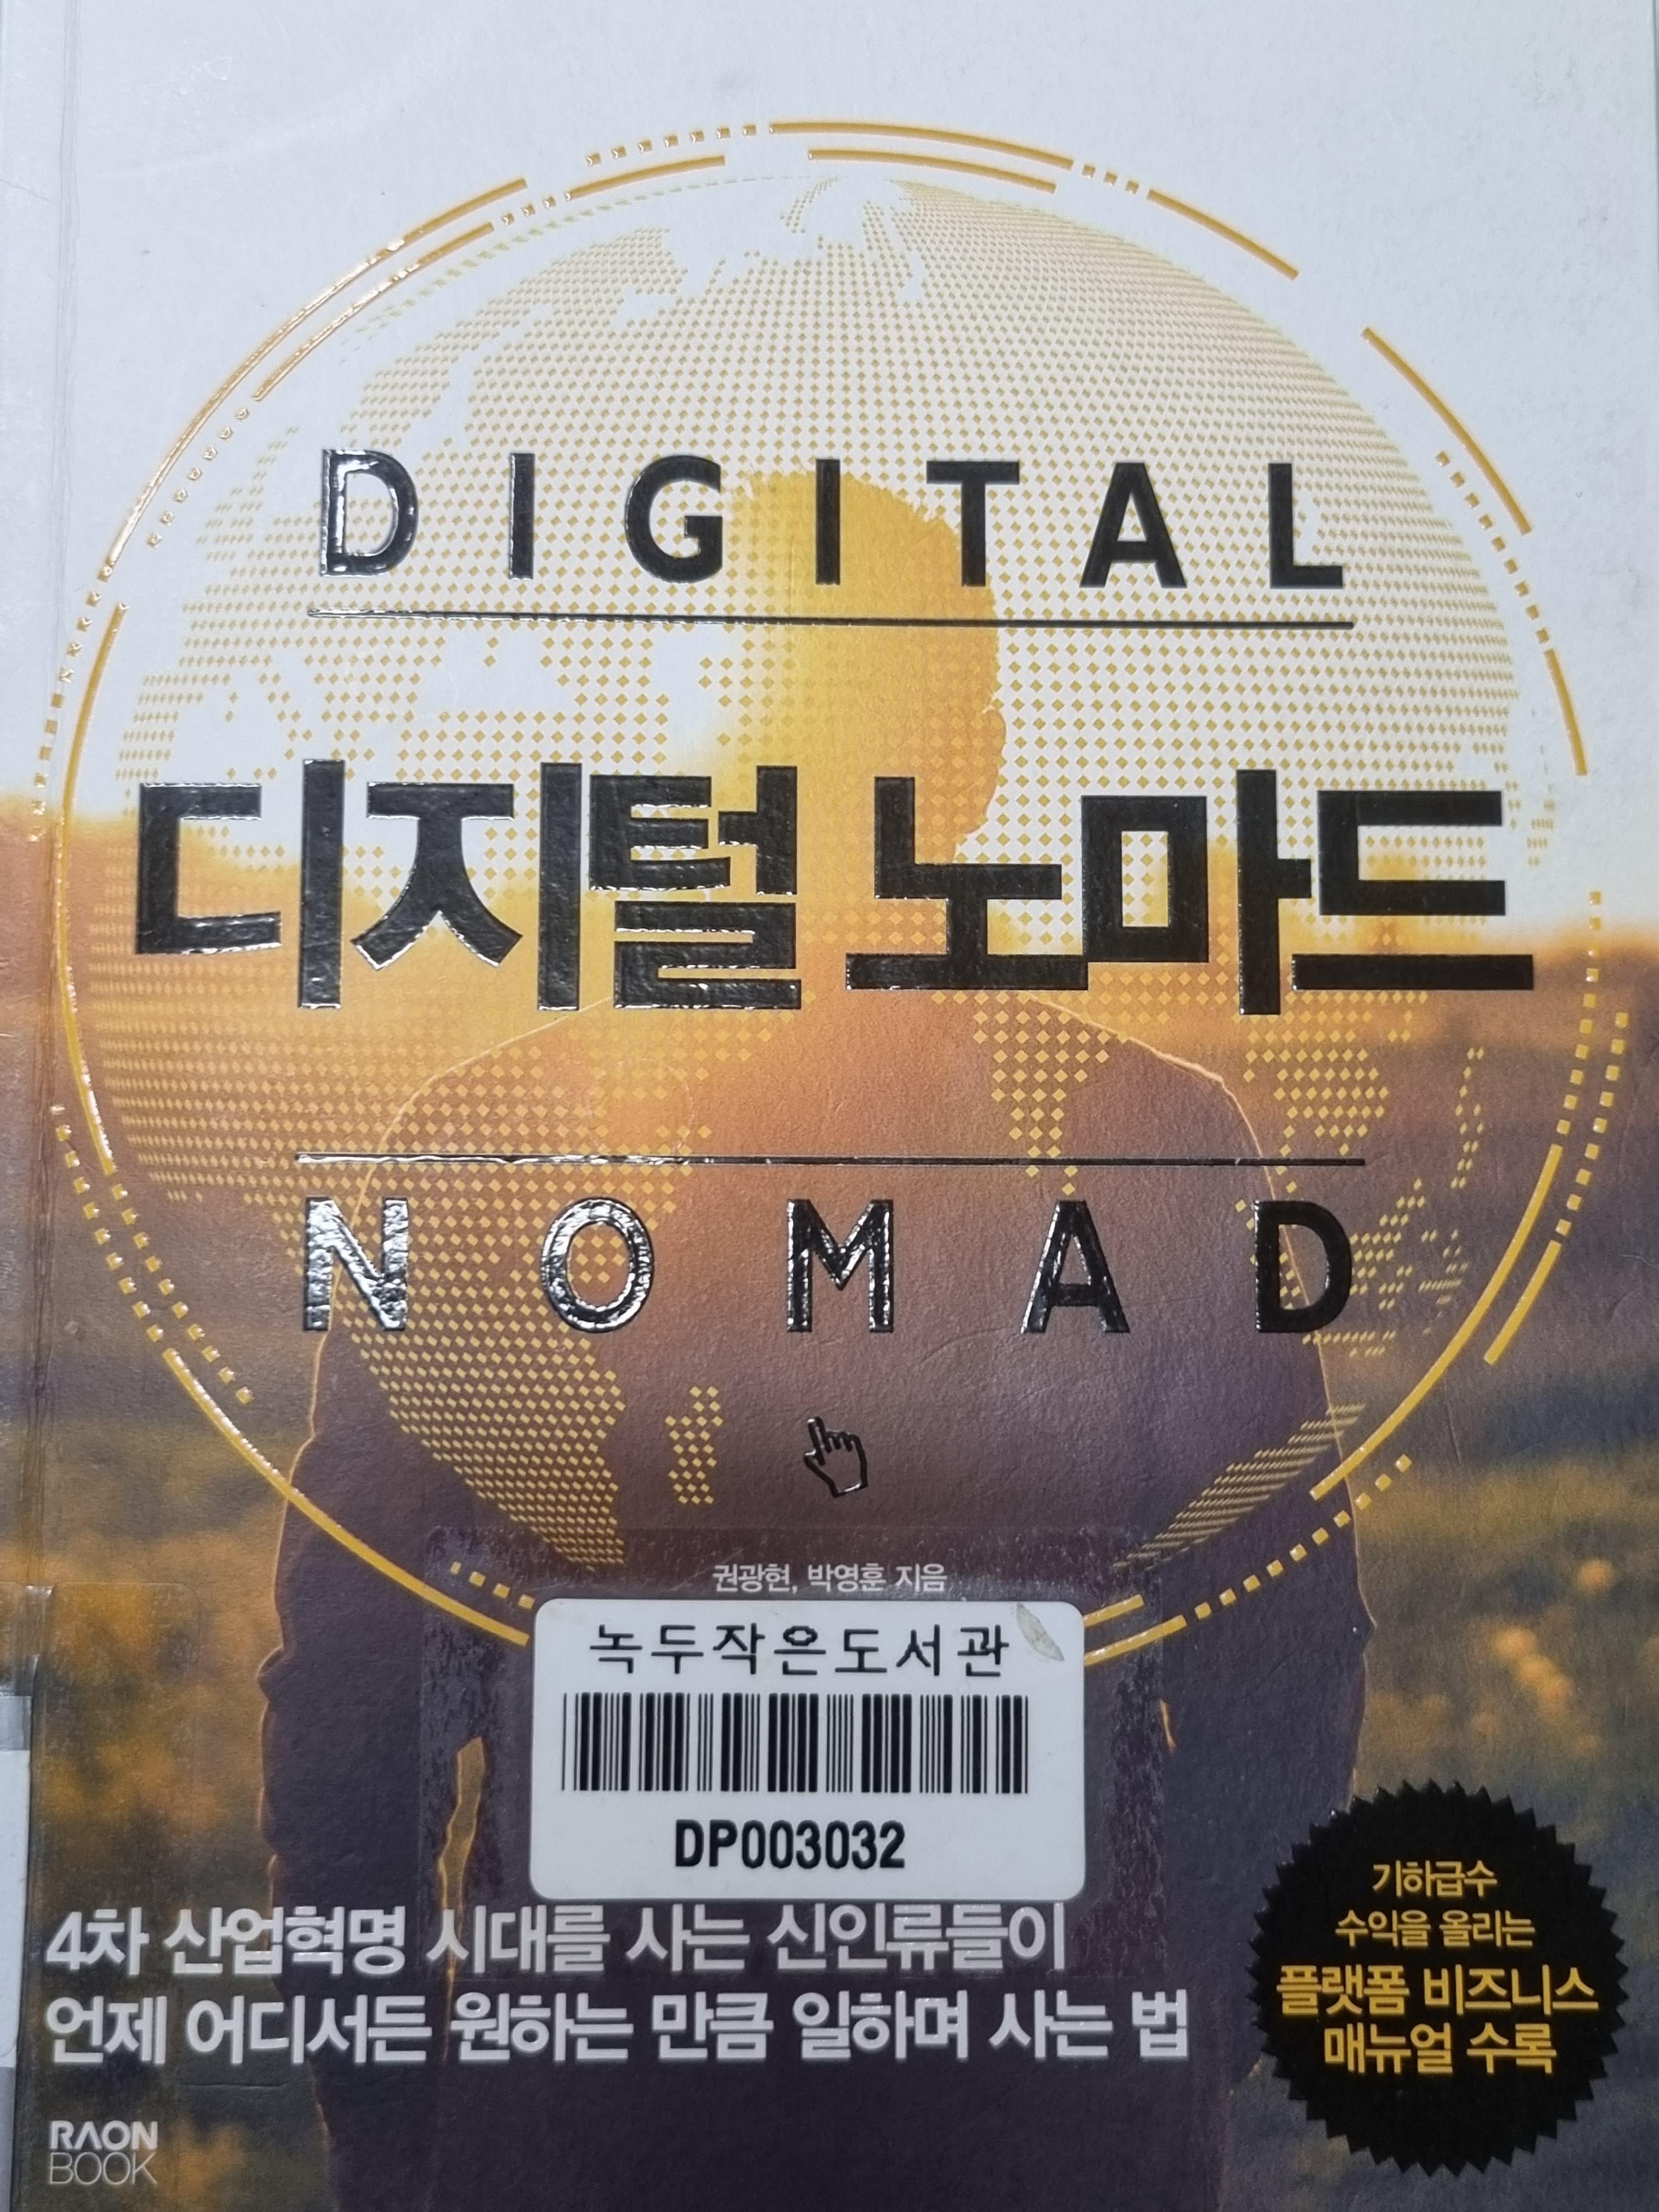 DIGITAL
디지털 노마드
NOMAD
권광현, 박영훈 지음
녹두작은도서관
DP003032
4차 산업혁명 시대를 사는 신인류들이
언제 어디서든 원하는 만큼 일하며 사는 법
기하급수
수익을 올리는
플랫폼 비즈니스
매뉴얼 수록
RAON
BOOK